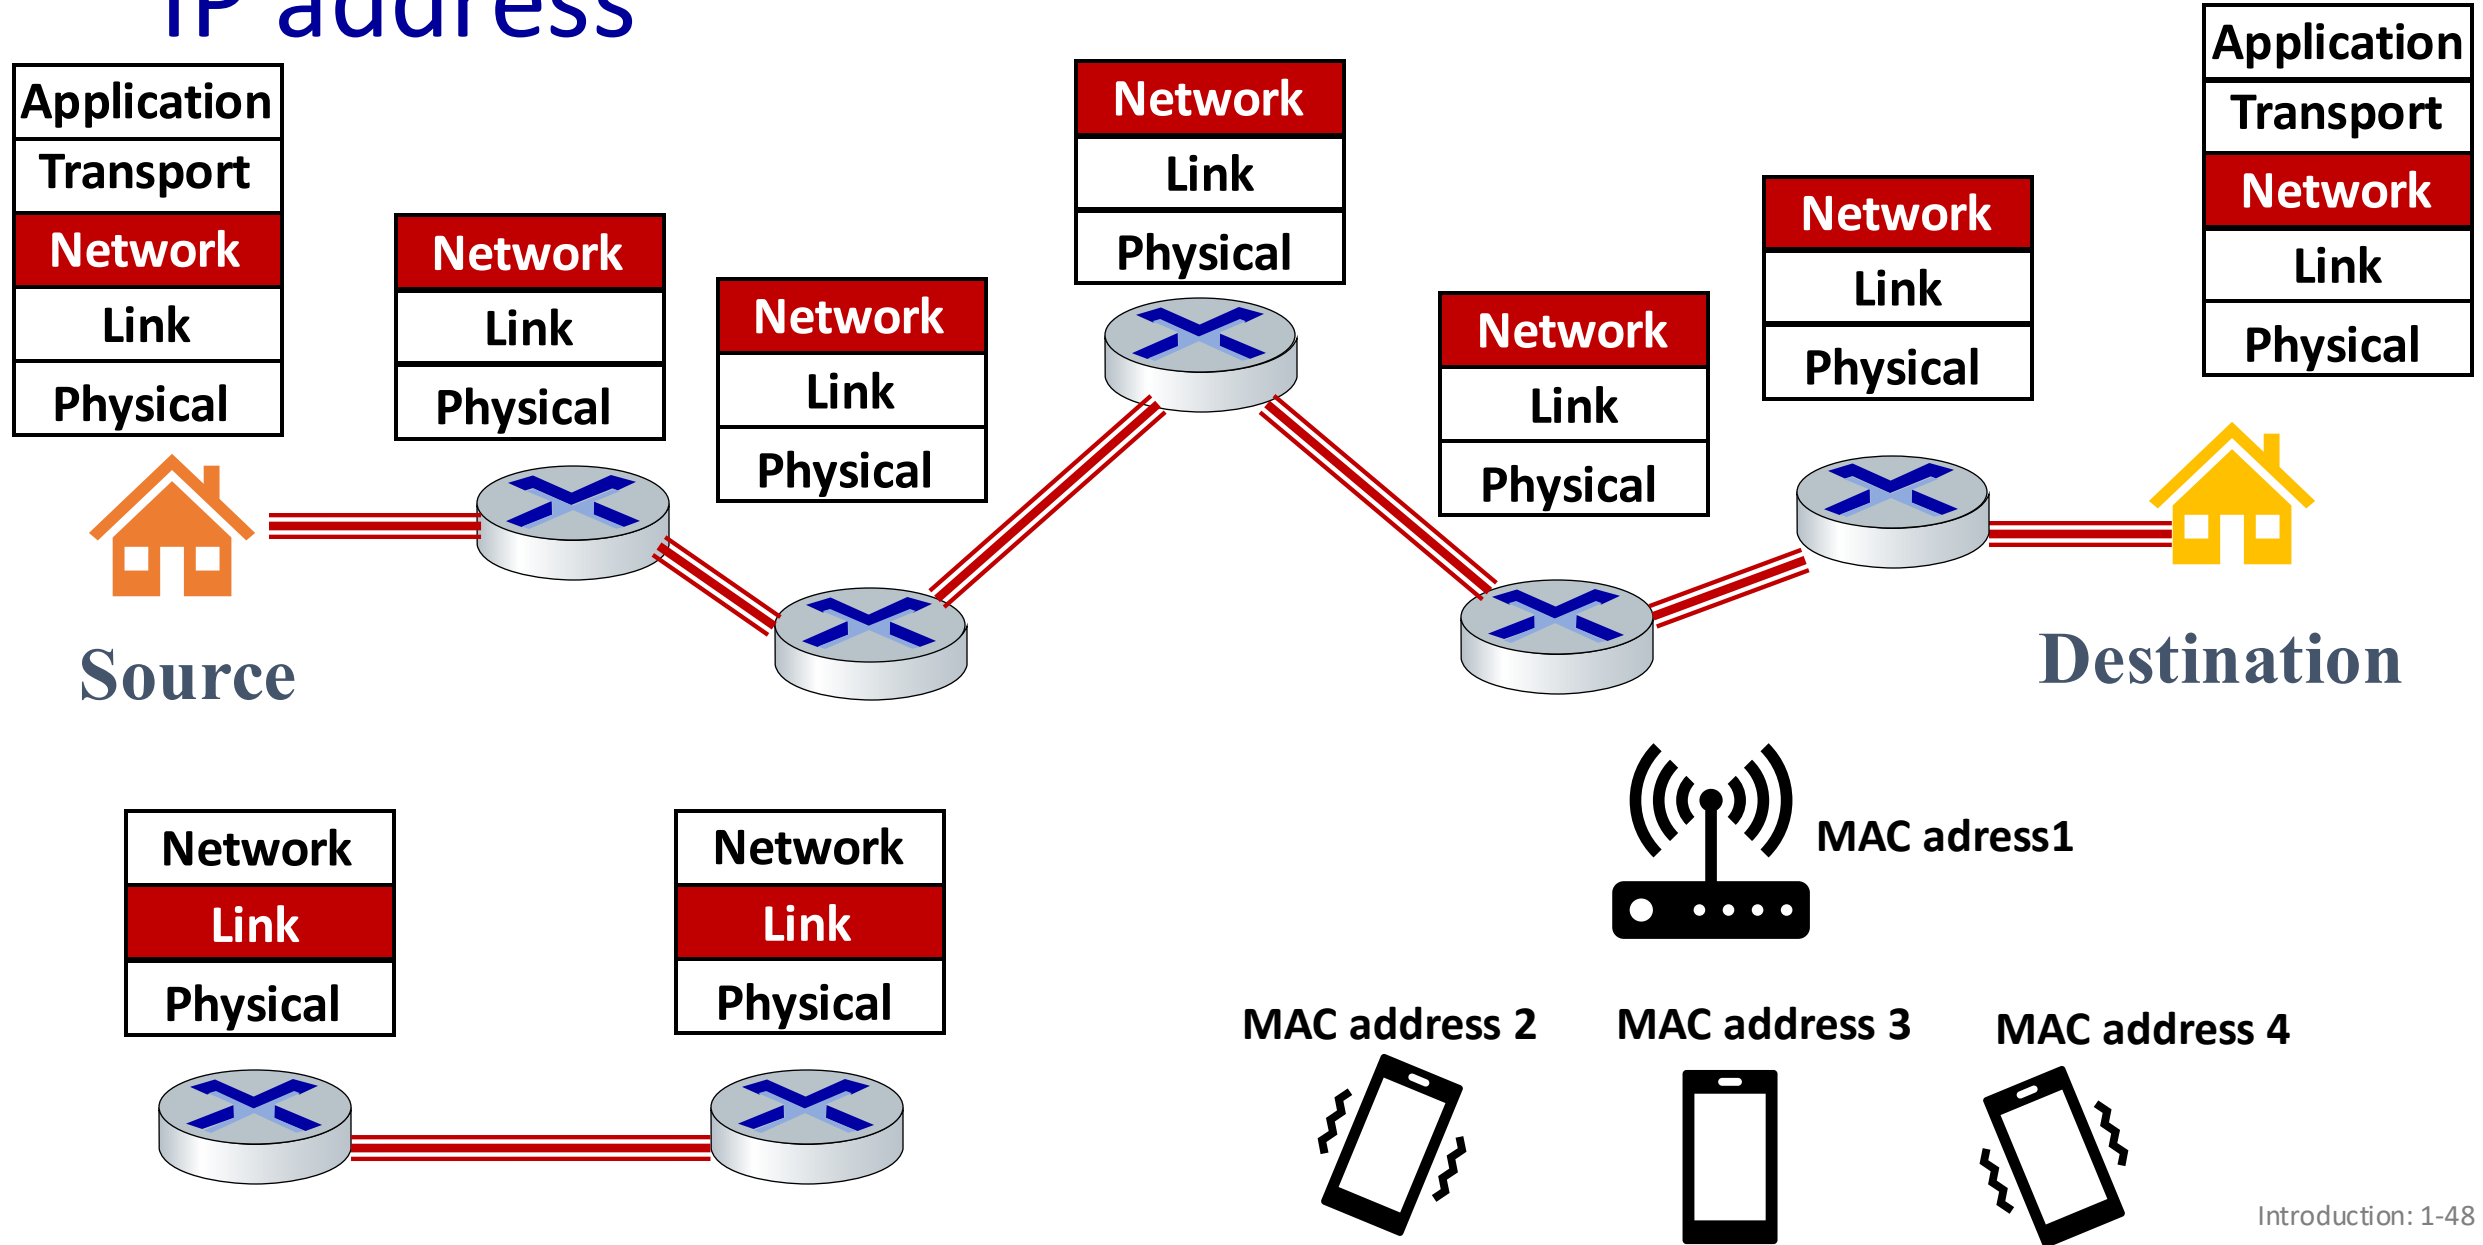 IP address
Application
Transport
Network
Link
Physical
Network
Link
Physical
Network
Link
Physical
Network
Link
Physical
Network
Link
Physical
Network
Link
Physical
Application
Transport
Network
Link
Physical
Source
Destination
Network
Link
Physical
Network
Link
Physical
MAC adress1
MAC address 2
MAC address 3
MAC address 4
Introduction: 1-48